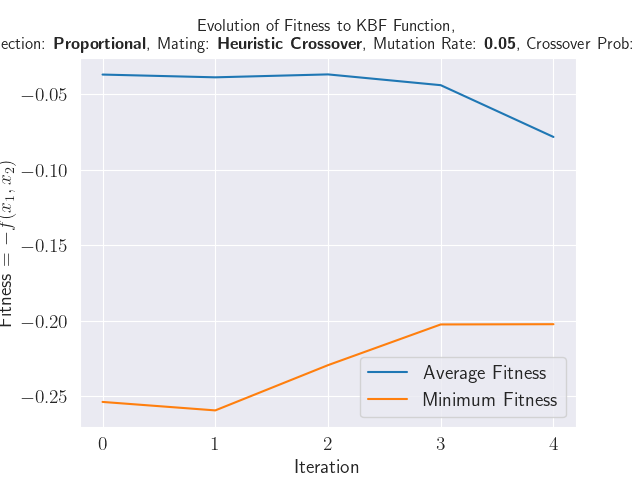 Evolution of Fitness to KBF Function,
ection: Proportional, Mating: Heuristic Crossover, Mutation Rate: 0.05, Crossover Prob:
Fitness = −f(x₁, x₂)
−0.05
−0.10
−0.15
−0.20
−0.25
Average Fitness
Minimum Fitness
0 1 2 3 4
Iteration